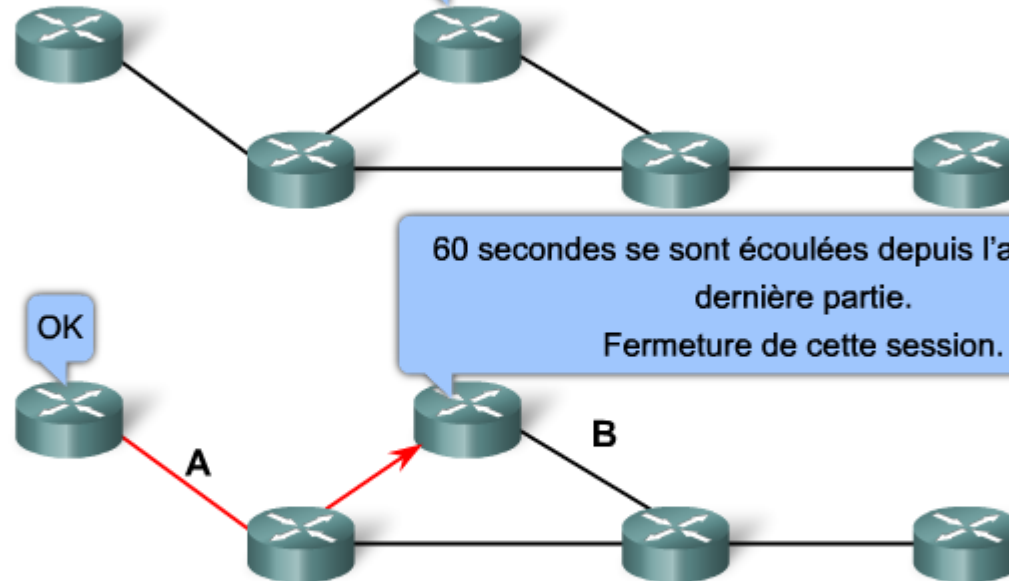 60 secondes se sont écoulées depuis
dernière partie.
Fermeture de cette session.
OK
A
B